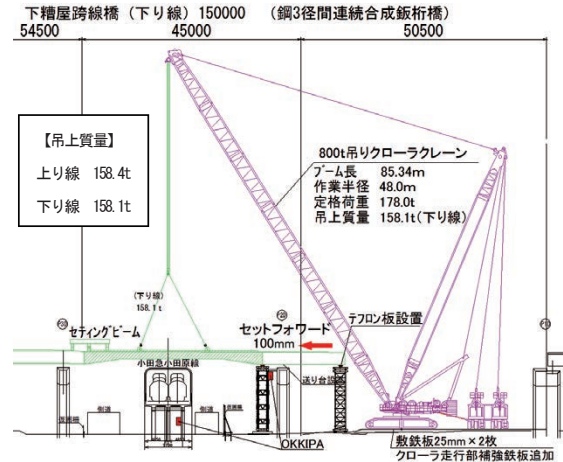 下糟屋跨線橋（下り線）150000　（鋼3径間連続合成鈑桁橋）
54500　45000　50500
【吊上質量】
上り線 158.4t
下り線 158.1t
800t吊りクローラクレーン
ブーム長 85.34m
作業半径 48.0m
定格荷重 178.0t
吊上質量 158.1t(下り線)
(下り線)
158.1t
セティングビーム
セットフォワード
100mm
テフロン板設置
小田急小田原線
送り台設
側道
側道
OKKIPA
敷鉄板25mm×2枚
クローラ走行部補強鉄板追加